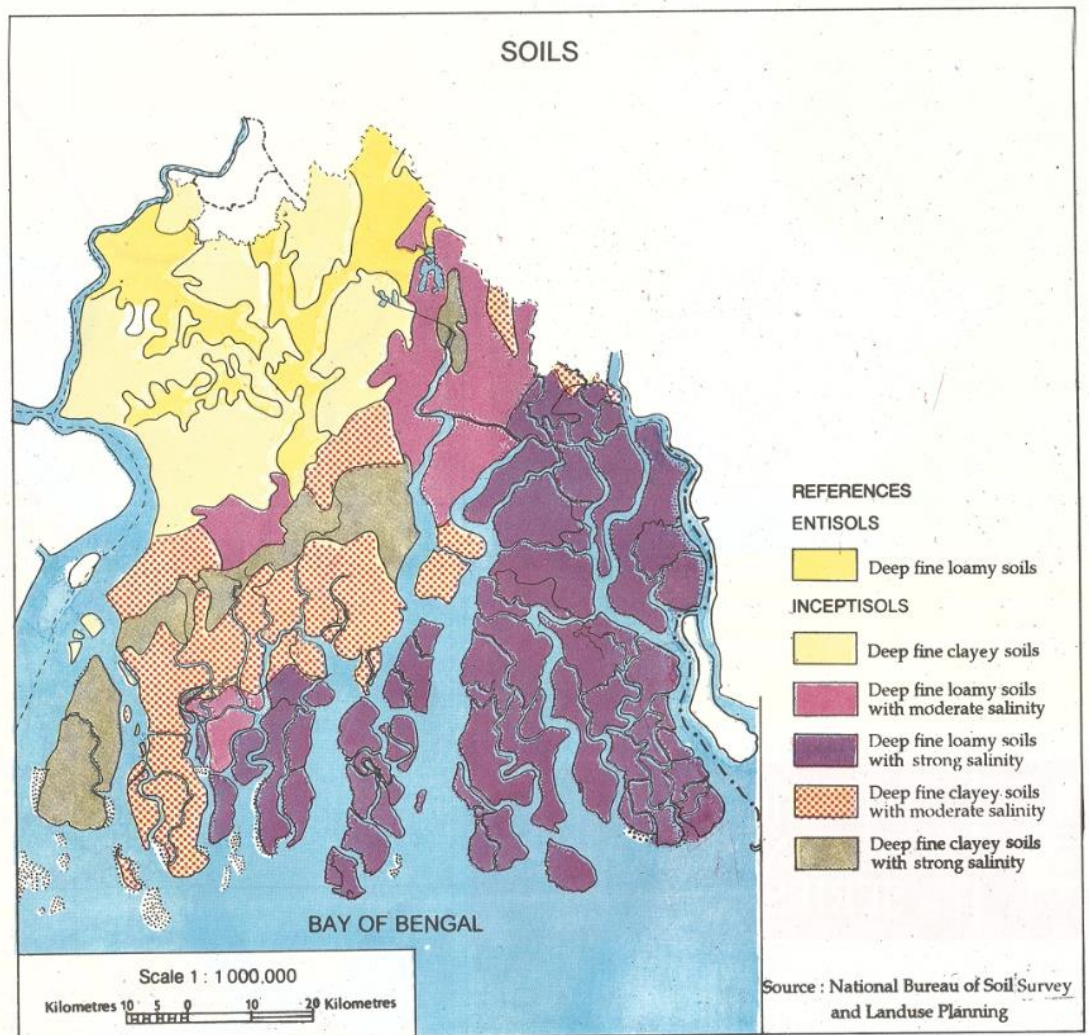 SOILS
REFERENCES
ENTISOLS
Deep fine loamy soils
INCEPTISOLS
Deep fine clayey soils
Deep fine loamy soils
with moderate salinity
Deep fine loamy soils
with strong salinity
Deep fine clayey soils
with moderate salinity
Deep fine clayey soils
with strong salinity
BAY OF BENGAL
Scale 1 : 1 000,000
Kilometres 10 5 0 10 20 Kilometres
Source : National Bureau of Soil Survey
and Landuse Planning